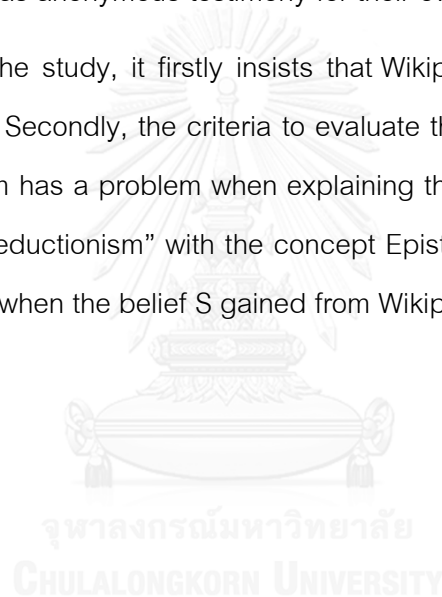 as anonymous testimony for their
he study, it firstly insists that Wikip
Secondly, the criteria to evaluate t
has a problem when explaining th
eductionism” with the concept Epist
when the belief S gained from Wikip
จุฬาลงกรณ์มหาวิทยาลัย
CHULALONGKORN UNIVERSITY